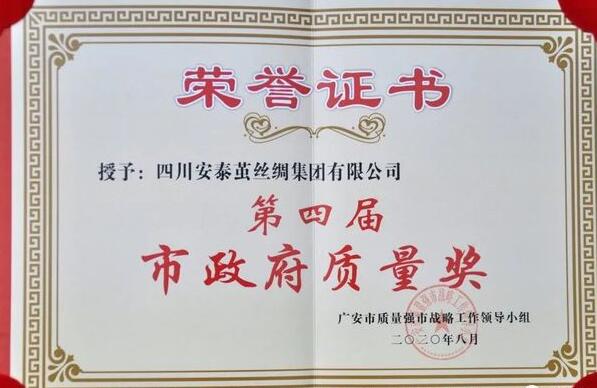 荣誉证书
授予：四川安泰茧丝绸集团有限公司
第四届
市政府质量奖
广安市质量强市战略工作领导小组
二〇二〇年八月